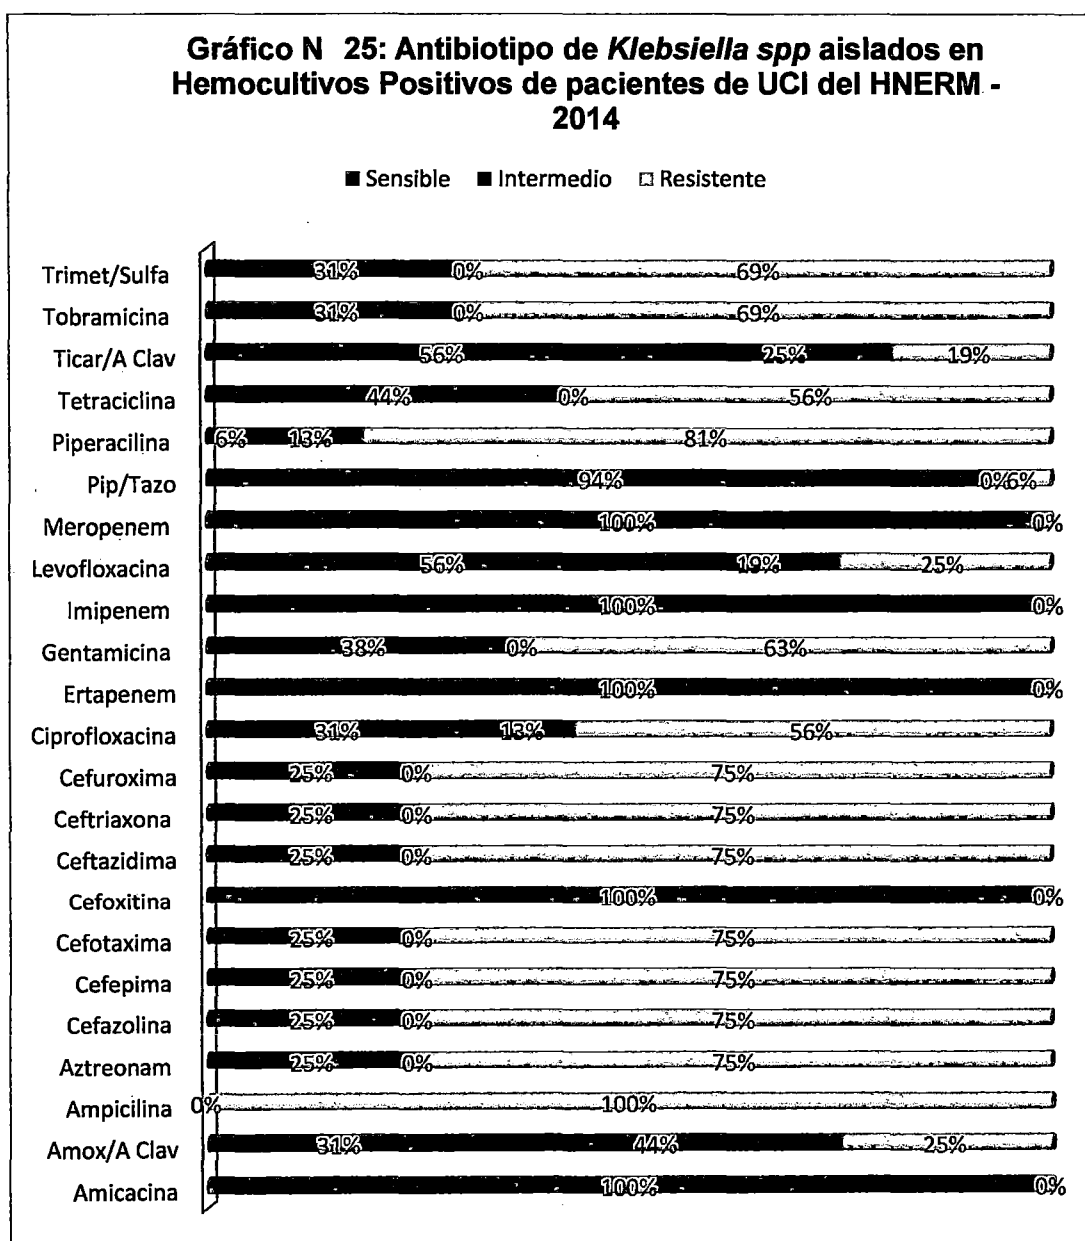 Gráfico N 25: Antibiotipo de Klebsiella spp aislados en
Hemocultivos Positivos de pacientes de UCI del HNERM -
2014
Sensible Intermedio Resistente
Trimet/Sulfa 31% 0% 69%
Tobramicina 31% 0% 69%
Ticar/A Clav 56% 25% 19%
Tetraciclina 44% 0% 56%
Piperacilina 6% 13% 81%
Pip/Tazo 94% 0% 6%
Meropenem 100% 0%
Levofloxacina 56% 19% 25%
Imipenem 100% 0%
Gentamicina 38% 0% 63%
Ertapenem 100% 0%
Ciprofloxacina 31% 13% 56%
Cefuroxima 25% 0% 75%
Ceftriaxona 25% 0% 75%
Ceftazidima 25% 0% 75%
Cefoxitina 100% 0%
Cefotaxima 25% 0% 75%
Cefepima 25% 0% 75%
Cefazolina 25% 0% 75%
Aztreonam 25% 0% 75%
Ampicilina 0% 100%
Amox/A Clav 31% 44% 25%
Amicacina 100% 0%